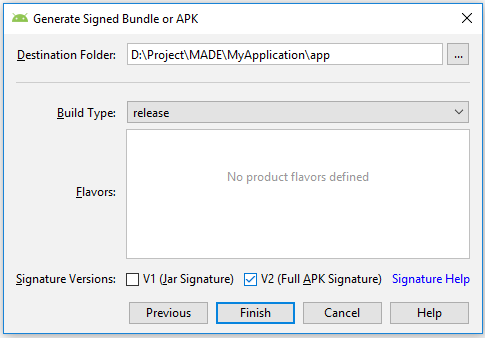 Generate Signed Bundle or APK
Destination Folder: D:\Project\MADE\MyApplication\app ...
Build Type: release
Flavors: No product flavors defined
Signature Versions: V1 (Jar Signature) V2 (Full APK Signature) Signature Help
Previous Finish Cancel Help